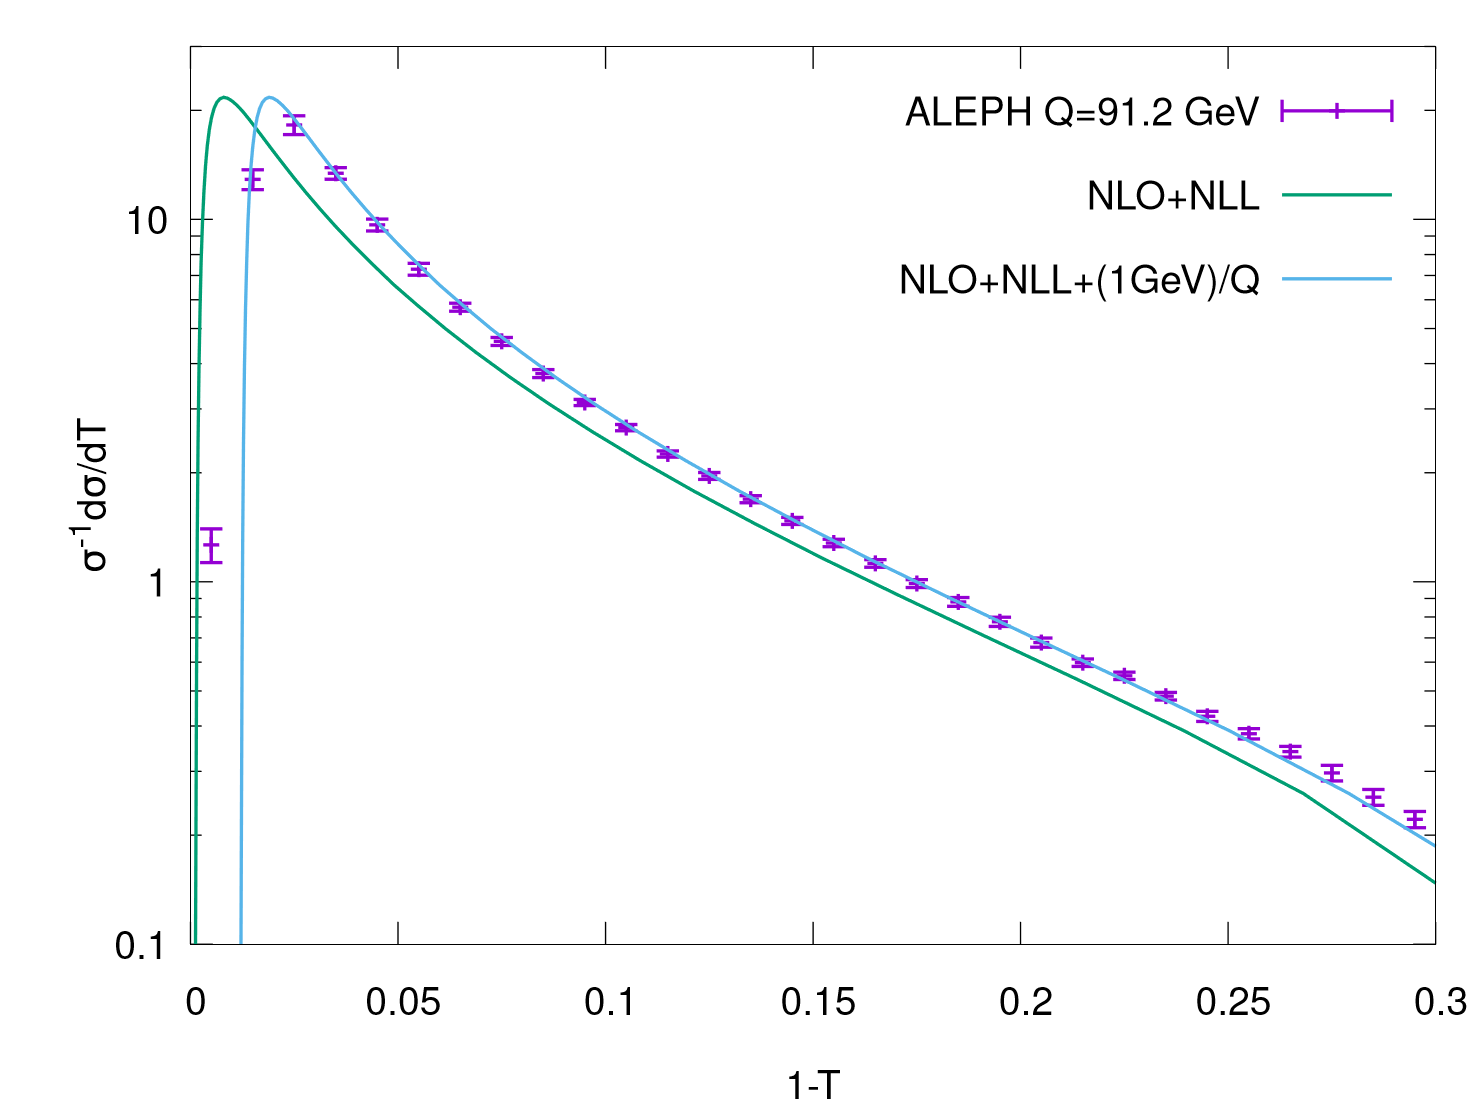 ALEPH Q=91.2 GeV
NLO+NLL
NLO+NLL+(1GeV)/Q
10
1
0.1
σ-1dσ/dT
0 0.05 0.1 0.15 0.2 0.25 0.3
1-T